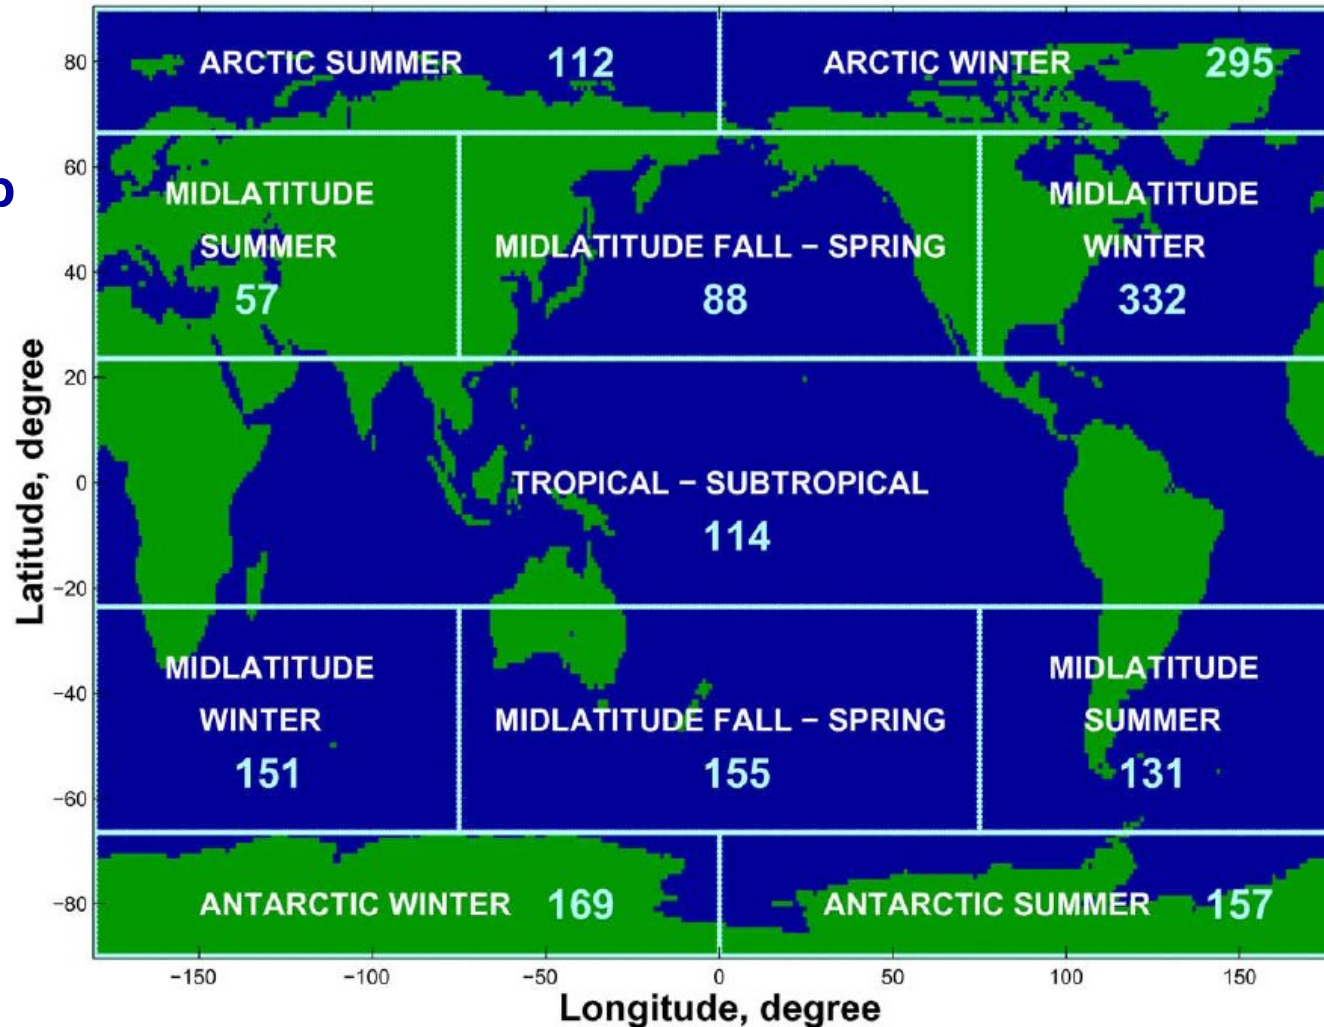 80
ARCTIC SUMMER 112
ARCTIC WINTER 295
60
MIDLATITUDE
SUMMER
57
MIDLATITUDE FALL − SPRING
88
MIDLATITUDE
WINTER
332
40
20
0
TROPICAL − SUBTROPICAL
114
−20
MIDLATITUDE
WINTER
151
MIDLATITUDE FALL − SPRING
155
MIDLATITUDE
SUMMER
131
−40
−60
−80
ANTARCTIC WINTER 169
ANTARCTIC SUMMER 157
Latitude, degree
−150 −100 −50 0 50 100 150
Longitude, degree